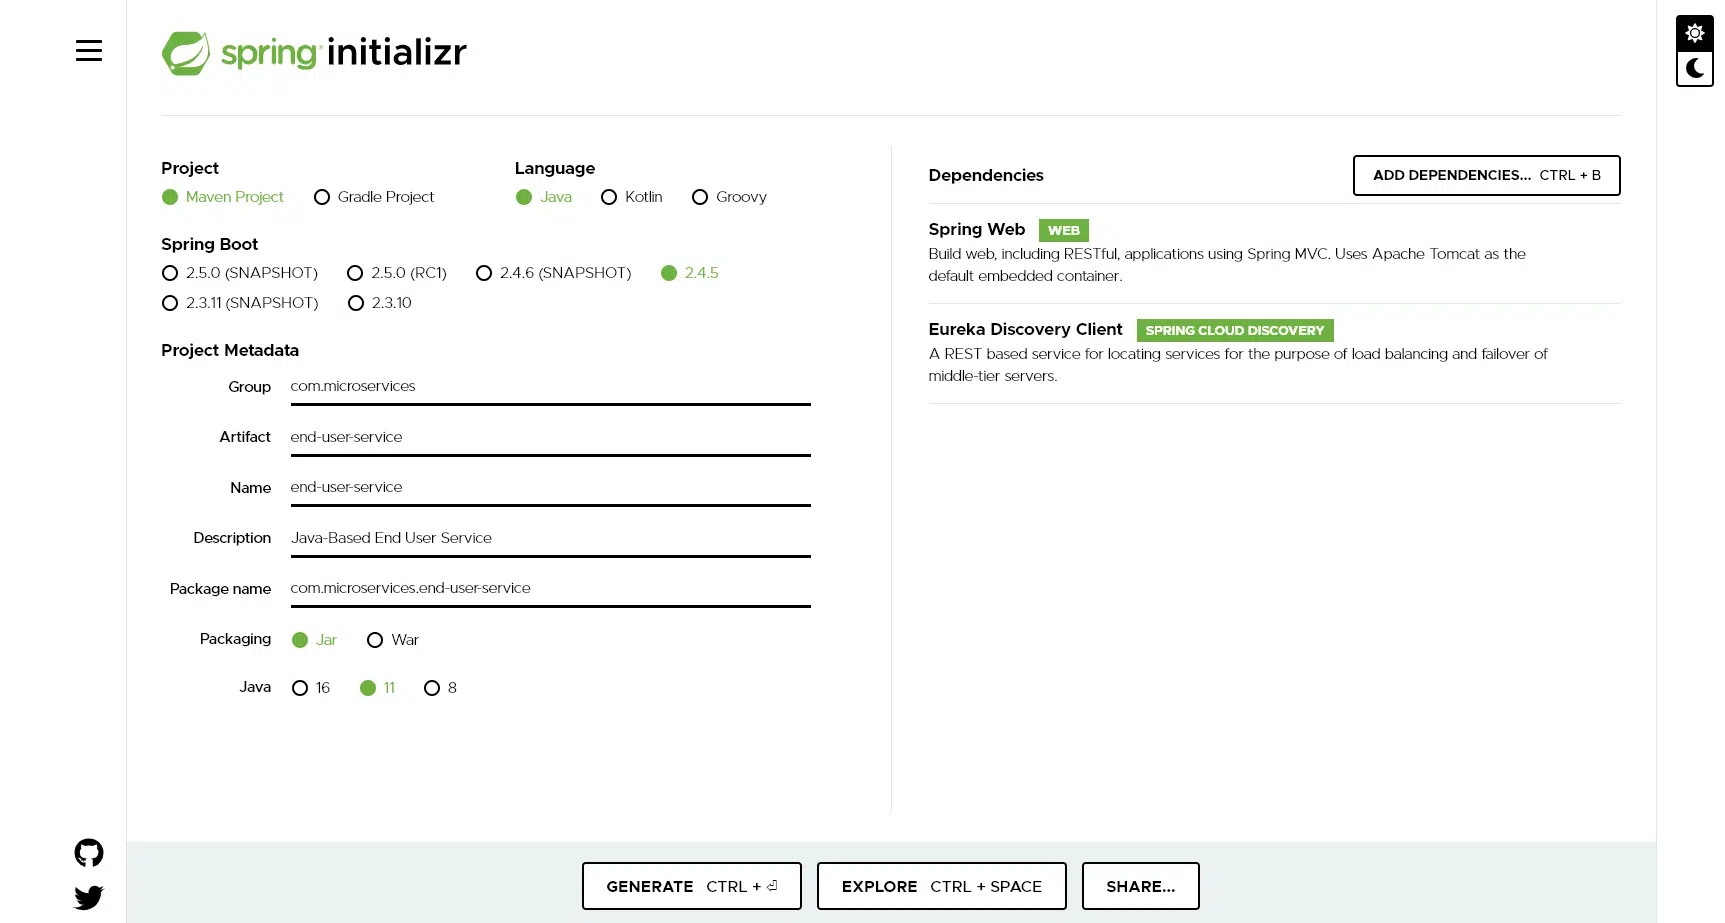 spring initializr
Project
Maven Project Gradle Project
Language
Java Kotlin Groovy
Spring Boot
2.5.0 (SNAPSHOT) 2.5.0 (RC1) 2.4.6 (SNAPSHOT) 2.4.5
2.3.11 (SNAPSHOT) 2.3.10
Project Metadata
Group com.microservices
Artifact end-user-service
Name end-user-service
Description Java-Based End User Service
Package name com.microservices.end-user-service
Packaging Jar War
Java 16 11 8
Dependencies
ADD DEPENDENCIES... CTRL + B
Spring Web WEB
Build web, including RESTful, applications using Spring MVC. Uses Apache Tomcat as the
default embedded container.
Eureka Discovery Client SPRING CLOUD DISCOVERY
A REST based service for locating services for the purpose of load balancing and failover of
middle-tier servers.
GENERATE CTRL + ⏎
EXPLORE CTRL + SPACE
SHARE...